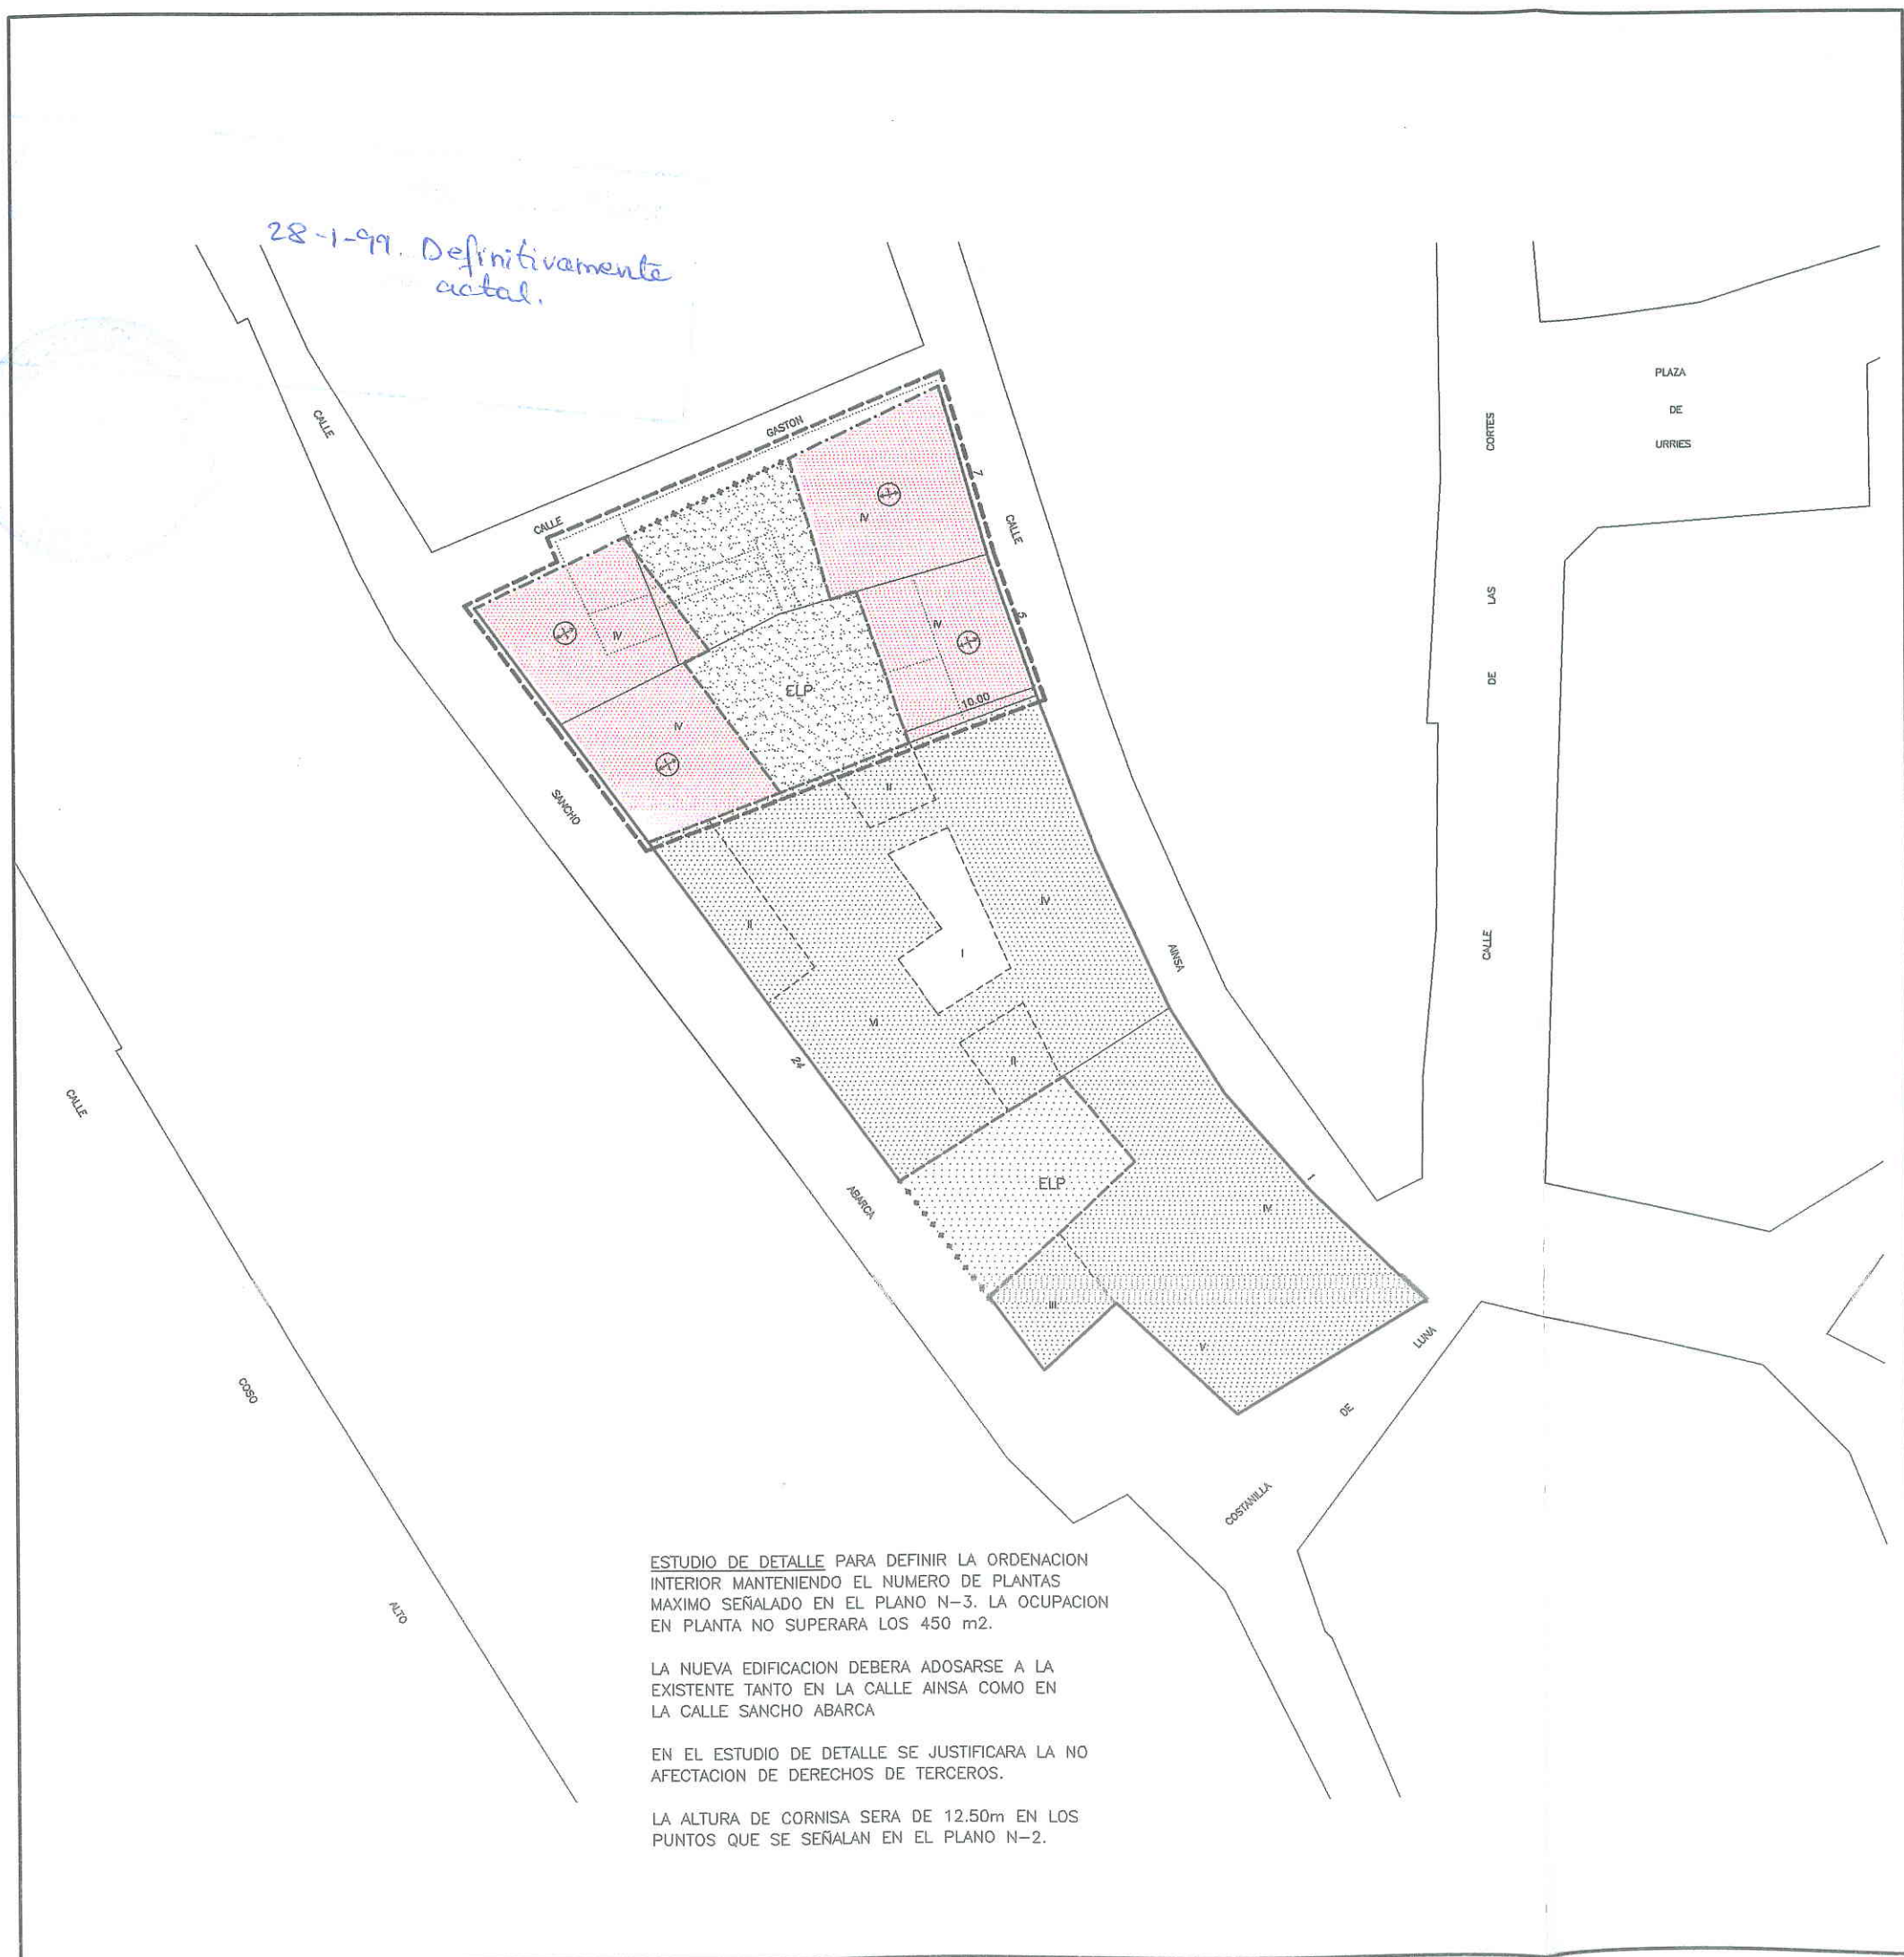 28-1-99. Definitivamente
actal.
CALLE
CALLE
GASTON
7
CALLE
CORTES
PLAZA
DE
URRIES
IV
IV
IV
5
LAS
DE
ELP
10.00
IV
SANCHO
II
II
IV
I
AINSA
CALLE
VI
II
24
CALLE
ABARCA
ELP
1
IV
III
V
LUNA
DE
COSO
COSTANILLA
ALTO
ESTUDIO DE DETALLE PARA DEFINIR LA ORDENACION
INTERIOR MANTENIENDO EL NUMERO DE PLANTAS
MAXIMO SEÑALADO EN EL PLANO N-3. LA OCUPACION
EN PLANTA NO SUPERARA LOS 450 m2.
LA NUEVA EDIFICACION DEBERA ADOSARSE A LA
EXISTENTE TANTO EN LA CALLE AINSA COMO EN
LA CALLE SANCHO ABARCA
EN EL ESTUDIO DE DETALLE SE JUSTIFICARA LA NO
AFECTACION DE DERECHOS DE TERCEROS.
LA ALTURA DE CORNISA SERA DE 12.50m EN LOS
PUNTOS QUE SE SEÑALAN EN EL PLANO N-2.